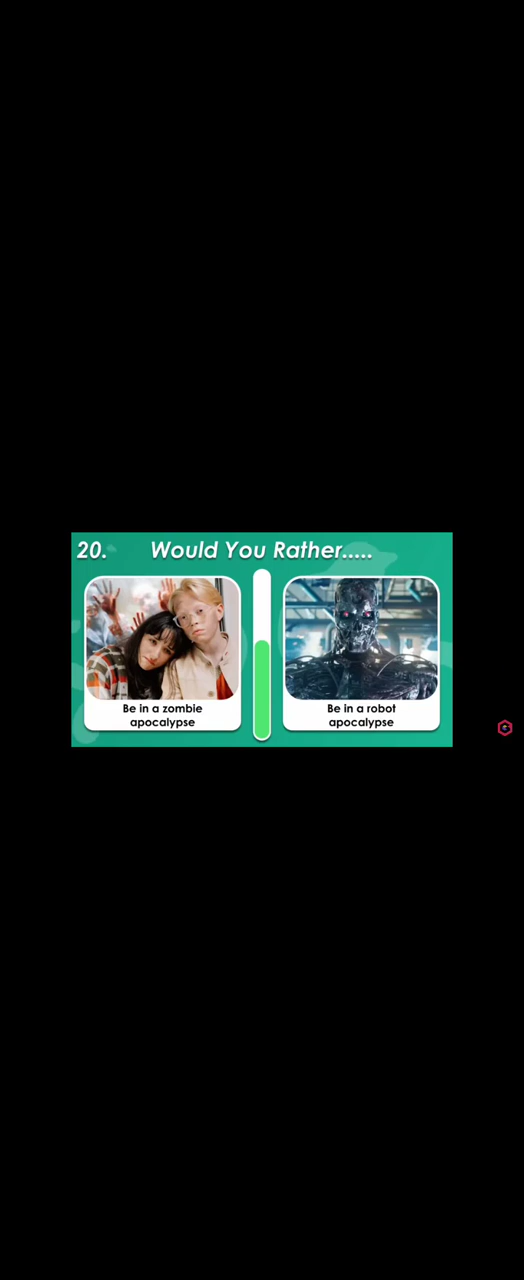 20. Would You Rather.....
Be in a zombie
apocalypse
Be in a robot
apocalypse